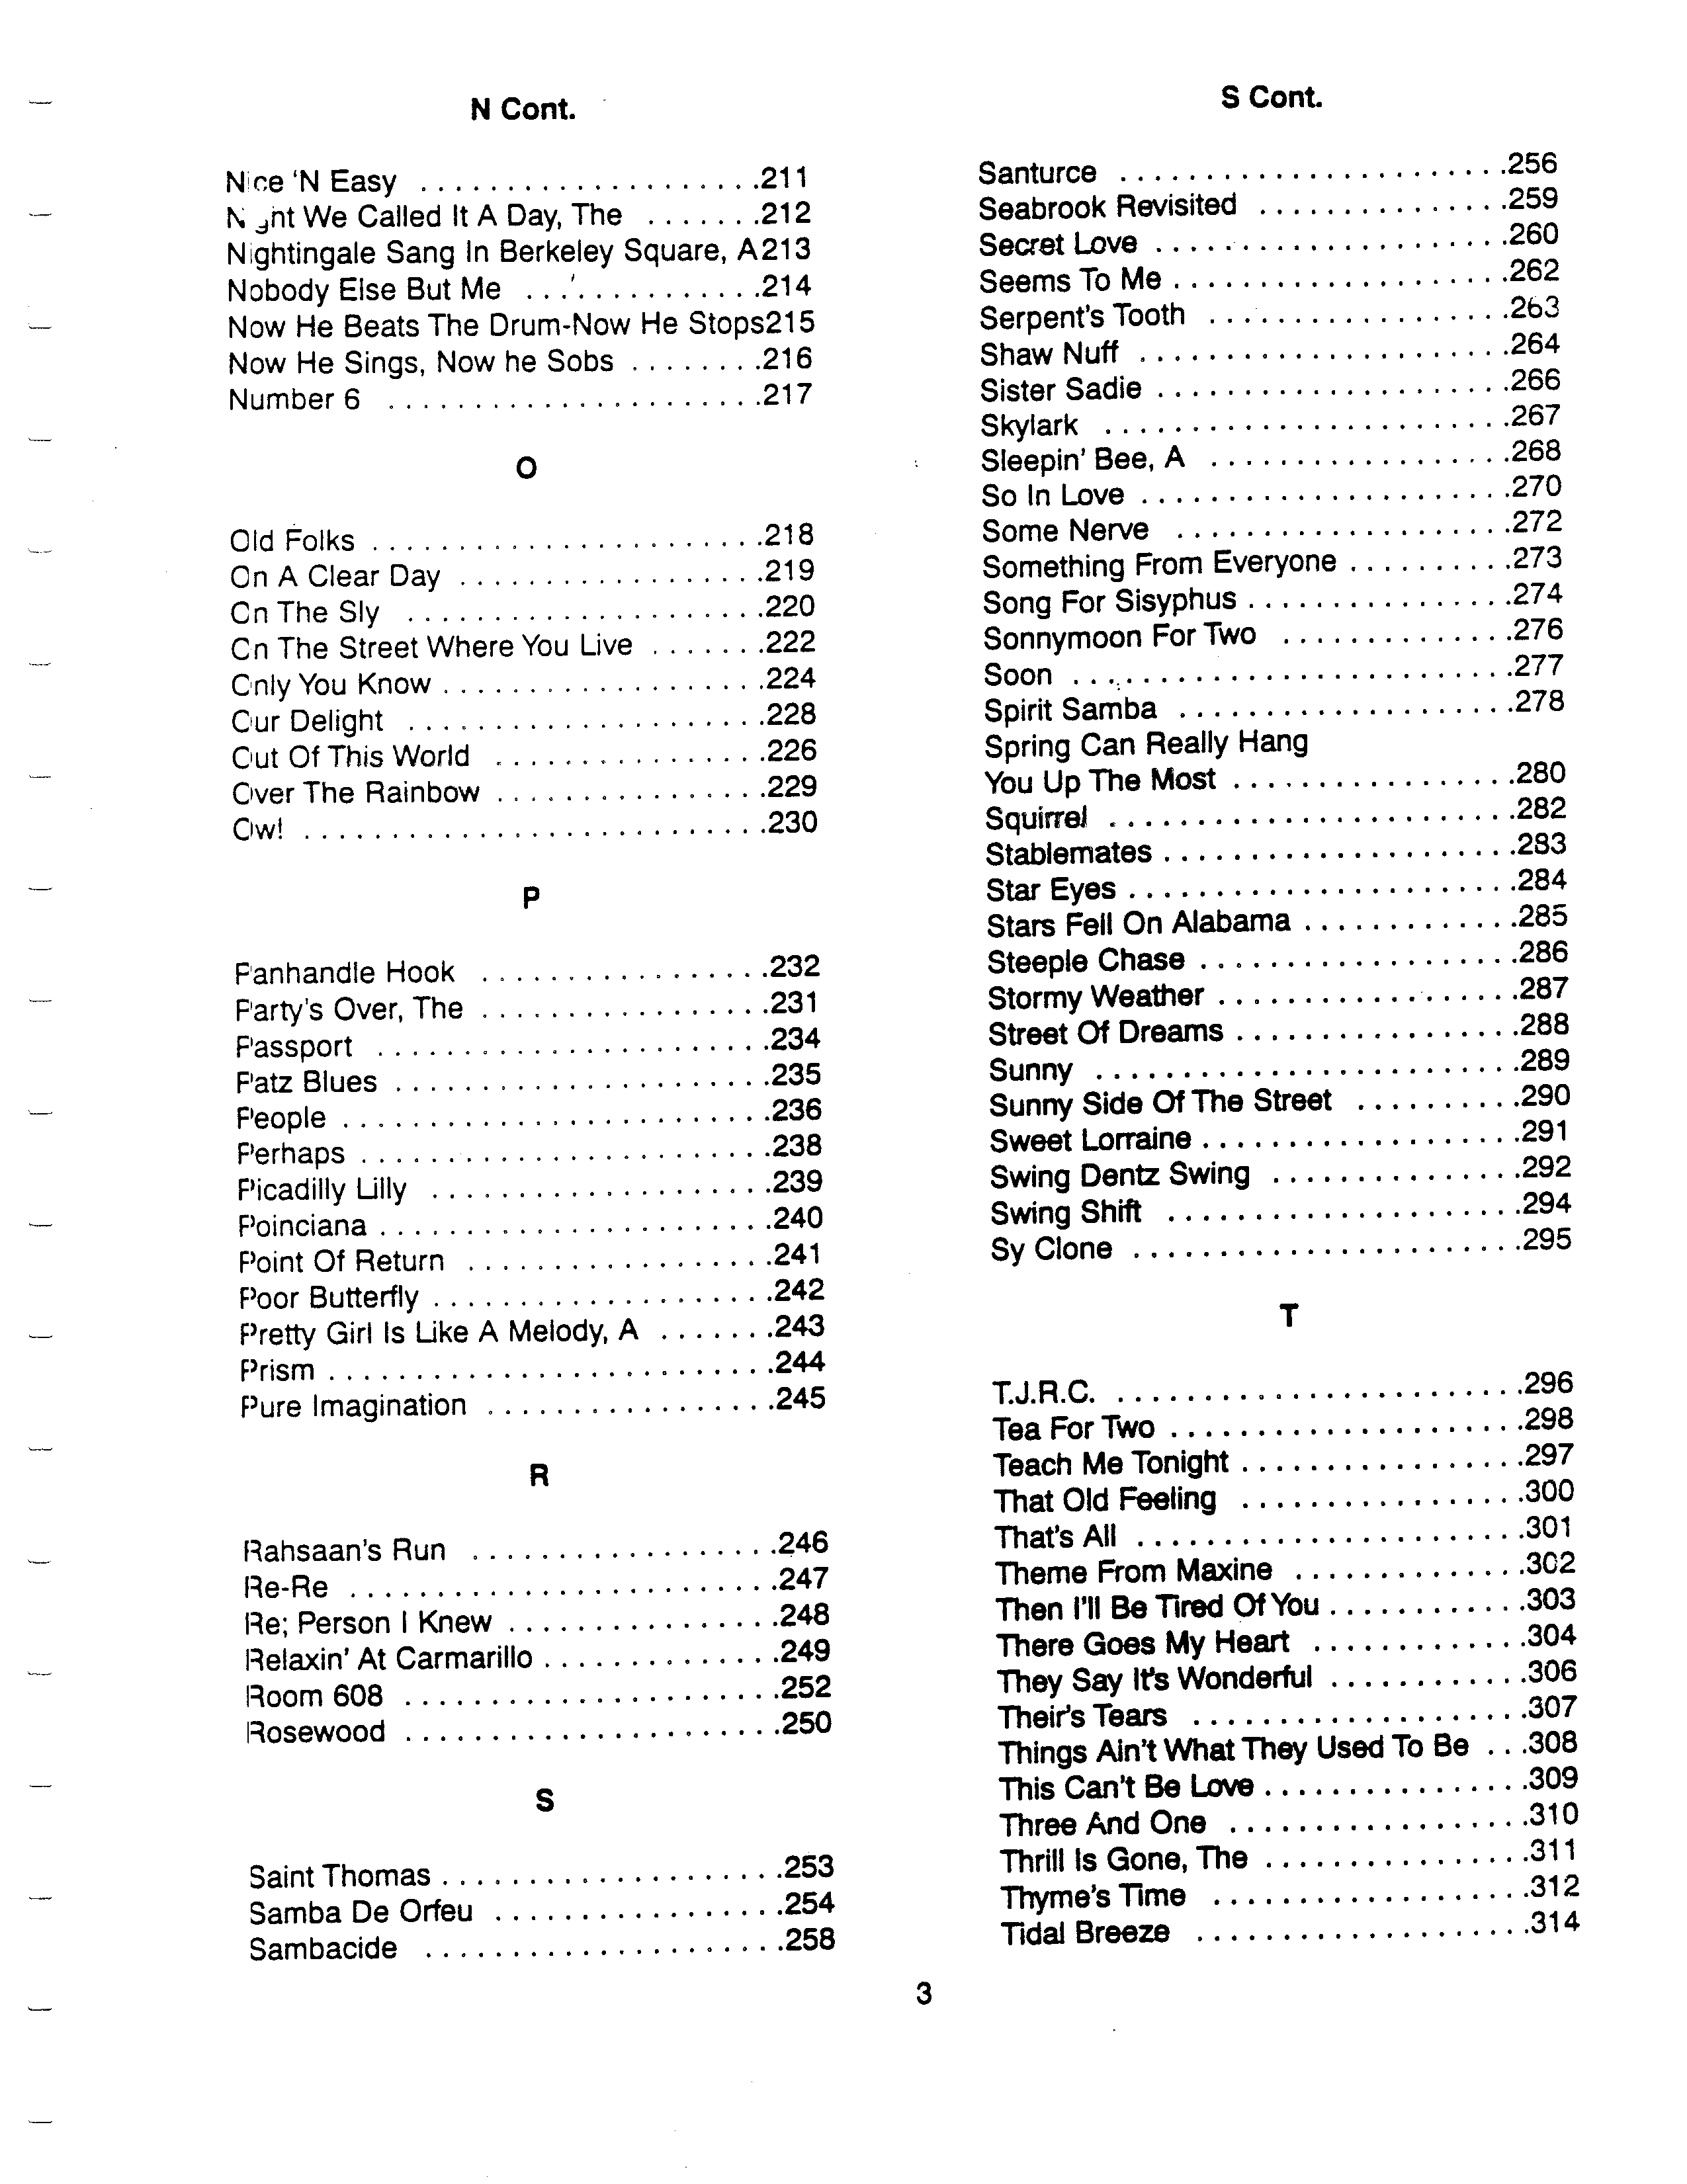 N Cont.
Nice 'N Easy ....................211
Night We Called It A Day, The .......212
Nightingale Sang In Berkeley Square, A213
Nobody Else But Me ..............214
Now He Beats The Drum-Now He Stops215
Now He Sings, Now he Sobs ........216
Number 6 ......................217
O
Old Folks .......................218
On A Clear Day ..................219
On The Sly .....................220
On The Street Where You Live .......222
Only You Know ...................224
Our Delight .....................228
Out Of This World ................226
Over The Rainbow ................229
Ow! ...........................230
P
Panhandle Hook .................232
Party's Over, The .................231
Passport .......................234
Patz Blues ......................235
People .........................236
Perhaps ........................238
Picadilly Lilly ....................239
Poinciana .......................240
Point Of Return ..................241
Poor Butterfly ....................242
Pretty Girl Is Like A Melody, A .......243
Prism ..........................244
Pure Imagination .................245
R
Rahsaan's Run ..................246
Re-Re .........................247
Re; Person I Knew ................248
Relaxin' At Carmarillo ..............249
Room 608 ......................252
Rosewood ......................250
S
Saint Thomas ....................253
Samba De Orfeu .................254
Sambacide .....................258
S Cont.
Santurce .......................256
Seabrook Revisited ...............259
Secret Love .....................260
Seems To Me ....................262
Serpent's Tooth ..................263
Shaw Nuff ......................264
Sister Sadie .....................266
Skylark ........................267
Sleepin' Bee, A ..................268
So In Love ......................270
Some Nerve ....................272
Something From Everyone ..........273
Song For Sisyphus ................274
Sonnymoon For Two ..............276
Soon ..........................277
Spirit Samba ....................278
Spring Can Really Hang
You Up The Most .................280
Squirrel ........................282
Stablemates .....................283
Star Eyes .......................284
Stars Fell On Alabama .............285
Steeple Chase ...................286
Stormy Weather ..................287
Street Of Dreams .................288
Sunny .........................289
Sunny Side Of The Street ..........290
Sweet Lorraine ...................291
Swing Dentz Swing ...............292
Swing Shift .....................294
Sy Clone .......................295
T
T.J.R.C. ........................296
Tea For Two .....................298
Teach Me Tonight .................297
That Old Feeling .................300
That's All .......................301
Theme From Maxine ..............302
Then I'll Be Tired Of You ............303
There Goes My Heart .............304
They Say It's Wonderful ............306
Their's Tears ....................307
Things Ain't What They Used To Be ...308
This Can't Be Love ................309
Three And One ..................310
Thrill Is Gone, The ................311
Thyme's Time ...................312
Tidal Breeze ....................314
3